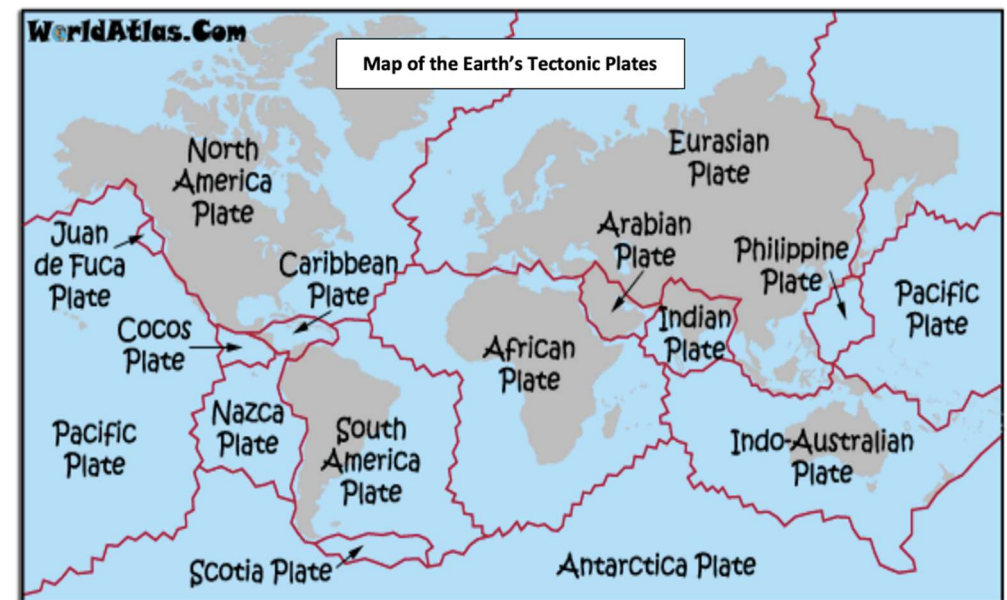 WorldAtlas.Com
Map of the Earth's Tectonic Plates
North
America
Plate
Eurasian
Plate
Juan
de Fuca
Plate
Caribbean
Plate
Arabian
Plate
Philippine
Plate
Cocos
Plate
Indian
Plate
Pacific
Plate
African
Plate
Pacific
Plate
Nazca
Plate
South
America
Plate
Indo-Australian
Plate
Scotia Plate
Antarctica Plate